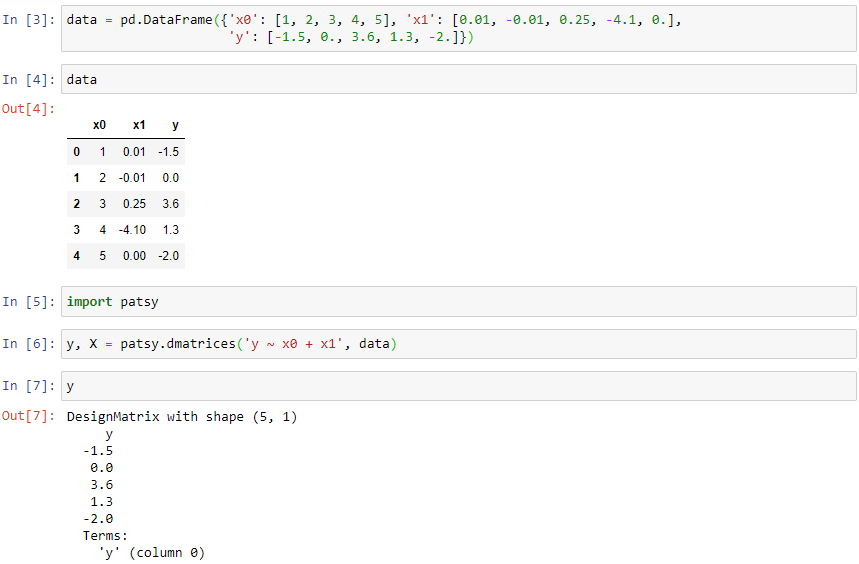 In [3]: data = pd.DataFrame({'x0': [1, 2, 3, 4, 5], 'x1': [0.01, -0.01, 0.25, -4.1, 0.],
'y': [-1.5, 0., 3.6, 1.3, -2.]})
In [4]: data
Out[4]:
x0 x1 y
0 1 0.01 -1.5
1 2 -0.01 0.0
2 3 0.25 3.6
3 4 -4.10 1.3
4 5 0.00 -2.0
In [5]: import patsy
In [6]: y, X = patsy.dmatrices('y ~ x0 + x1', data)
In [7]: y
Out[7]: DesignMatrix with shape (5, 1)
y
-1.5
0.0
3.6
1.3
-2.0
Terms:
'y' (column 0)